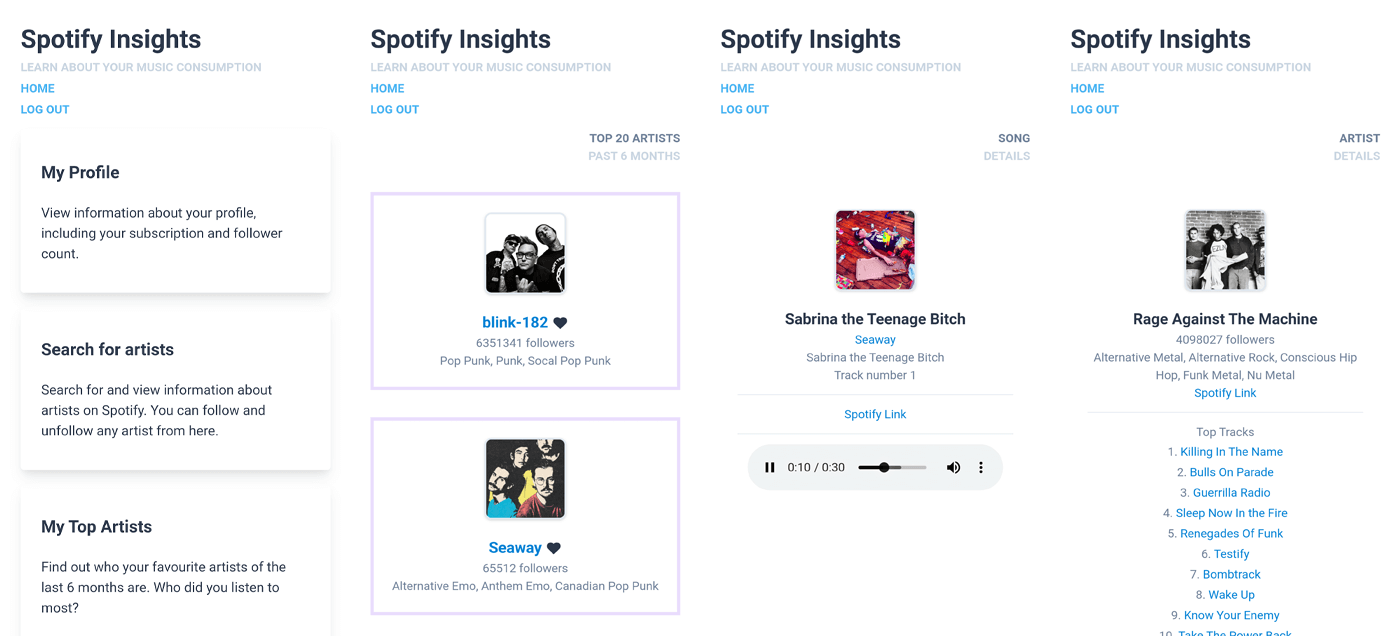 Spotify Insights
LEARN ABOUT YOUR MUSIC CONSUMPTION
HOME
LOG OUT
My Profile
View information about your profile,
including your subscription and follower
count.
Search for artists
Search for and view information about
artists on Spotify. You can follow and
unfollow any artist from here.
My Top Artists
Find out who your favourite artists of the
last 6 months are. Who did you listen to
most?
Spotify Insights
LEARN ABOUT YOUR MUSIC CONSUMPTION
HOME
LOG OUT
TOP 20 ARTISTS
PAST 6 MONTHS
blink-182
6351341 followers
Pop Punk, Punk, Socal Pop Punk
Seaway
65512 followers
Alternative Emo, Anthem Emo, Canadian Pop Punk
Spotify Insights
LEARN ABOUT YOUR MUSIC CONSUMPTION
HOME
LOG OUT
SONG
DETAILS
Sabrina the Teenage Bitch
Seaway
Sabrina the Teenage Bitch
Track number 1
Spotify Link
0:10 / 0:30
Spotify Insights
LEARN ABOUT YOUR MUSIC CONSUMPTION
HOME
LOG OUT
ARTIST
DETAILS
Rage Against The Machine
4098027 followers
Alternative Metal, Alternative Rock, Conscious Hip
Hop, Funk Metal, Nu Metal
Spotify Link
Top Tracks
1. Killing In The Name
2. Bulls On Parade
3. Guerrilla Radio
4. Sleep Now In the Fire
5. Renegades Of Funk
6. Testify
7. Bombtrack
8. Wake Up
9. Know Your Enemy
10. Take The Power Back